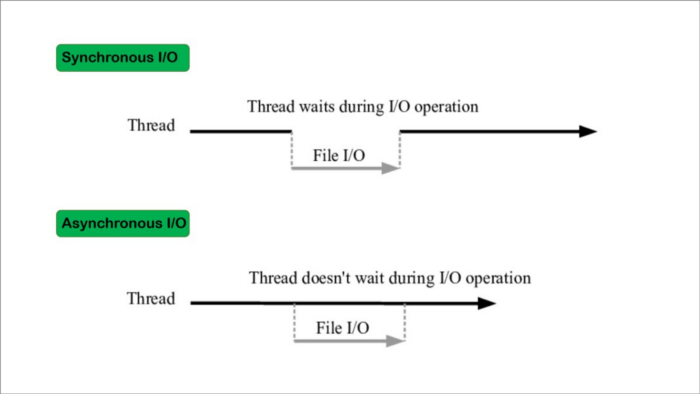 Synchronous I/O
Thread waits during I/O operation
Thread
File I/O
Asynchronous I/O
Thread doesn't wait during I/O operation
Thread
File I/O